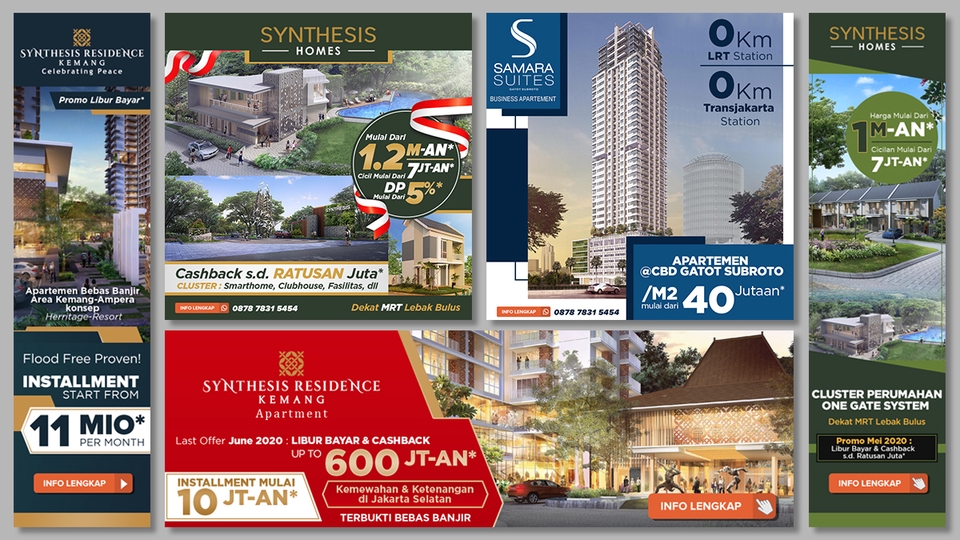 SYNTHESIS RESIDENCE
KEMANG
Celebrating Peace
Promo Libur Bayar*
Apartemen Bebas Banjir
Area Kemang-Ampera
konsep
Herritage-Resort
Flood Free Proven!
INSTALLMENT
START FROM
11 MIO*
PER MONTH
INFO LENGKAP
SYNTHESIS
HOMES
Mulai Dari
1.2 M-AN*
Cicil Mulai Dari 7JT-AN*
DP
Mulai Dari 5%*
Cashback s.d. RATUSAN Juta*
CLUSTER : Smarthome, Clubhouse, Fasilitas, dll
INFO LENGKAP 0878 7831 5454
Dekat MRT Lebak Bulus
SAMARA
SUITES
GATOT SUBROTO
BUSINESS APARTEMENT
0 Km
LRT Station
0 Km
Transjakarta
Station
APARTEMEN
@CBD GATOT SUBROTO
/M2
mulai dari 40 Jutaan*
INFO LENGKAP 0878 7831 5454
SYNTHESIS RESIDENCE
KEMANG
Apartment
Last Offer June 2020 : LIBUR BAYAR & CASHBACK
UP TO 600 JT-AN*
INSTALLMENT MULAI
10 JT-AN*
Kemewahan & Ketenangan
di Jakarta Selatan
TERBUKTI BEBAS BANJIR
INFO LENGKAP
SYNTHESIS
HOMES
Harga Mulai Dari
1M-AN*
Cicilan Mulai Dari
7JT-AN*
CLUSTER PERUMAHAN
ONE GATE SYSTEM
Dekat MRT Lebak Bulus
Promo Mei 2020 :
Libur Bayar & Cashback
s.d. Ratusan Juta*
INFO LENGKAP